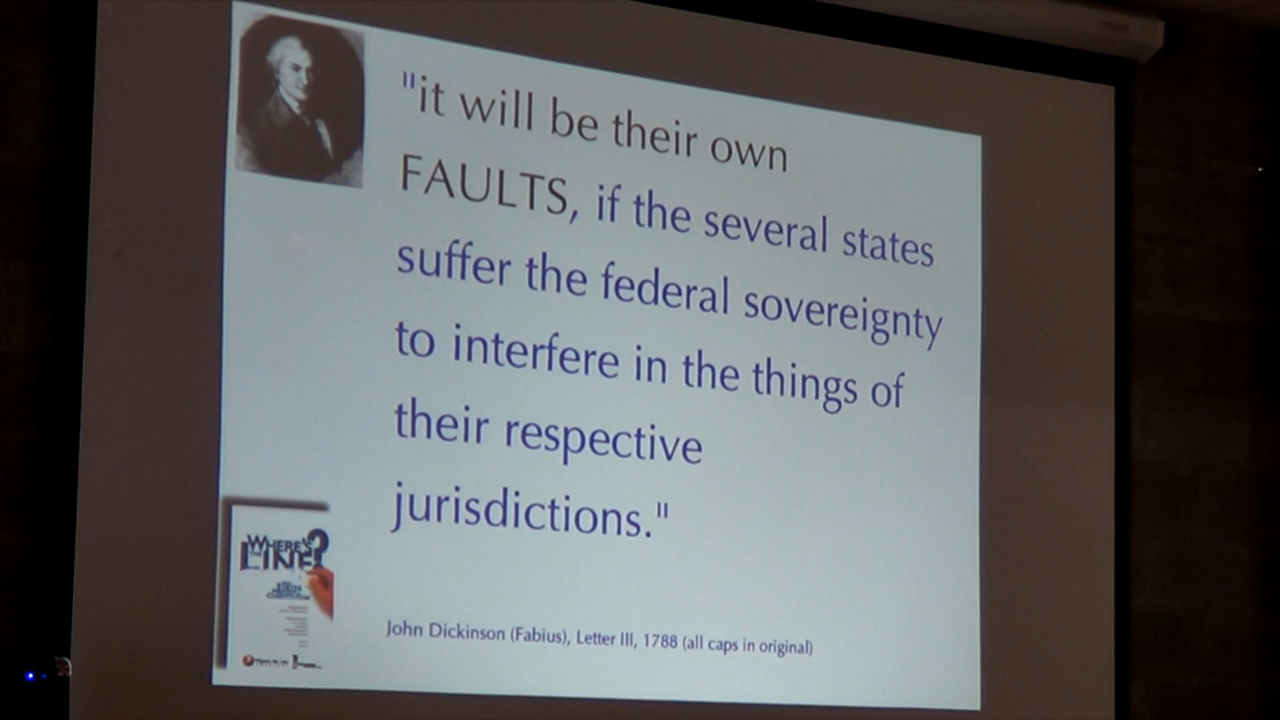 "it will be their own
FAULTS, if the several states
suffer the federal sovereignty
to interfere in the things of
their respective
jurisdictions."
WHERE'S
THE LINE?
John Dickinson (Fabius), Letter III, 1788 (all caps in original)